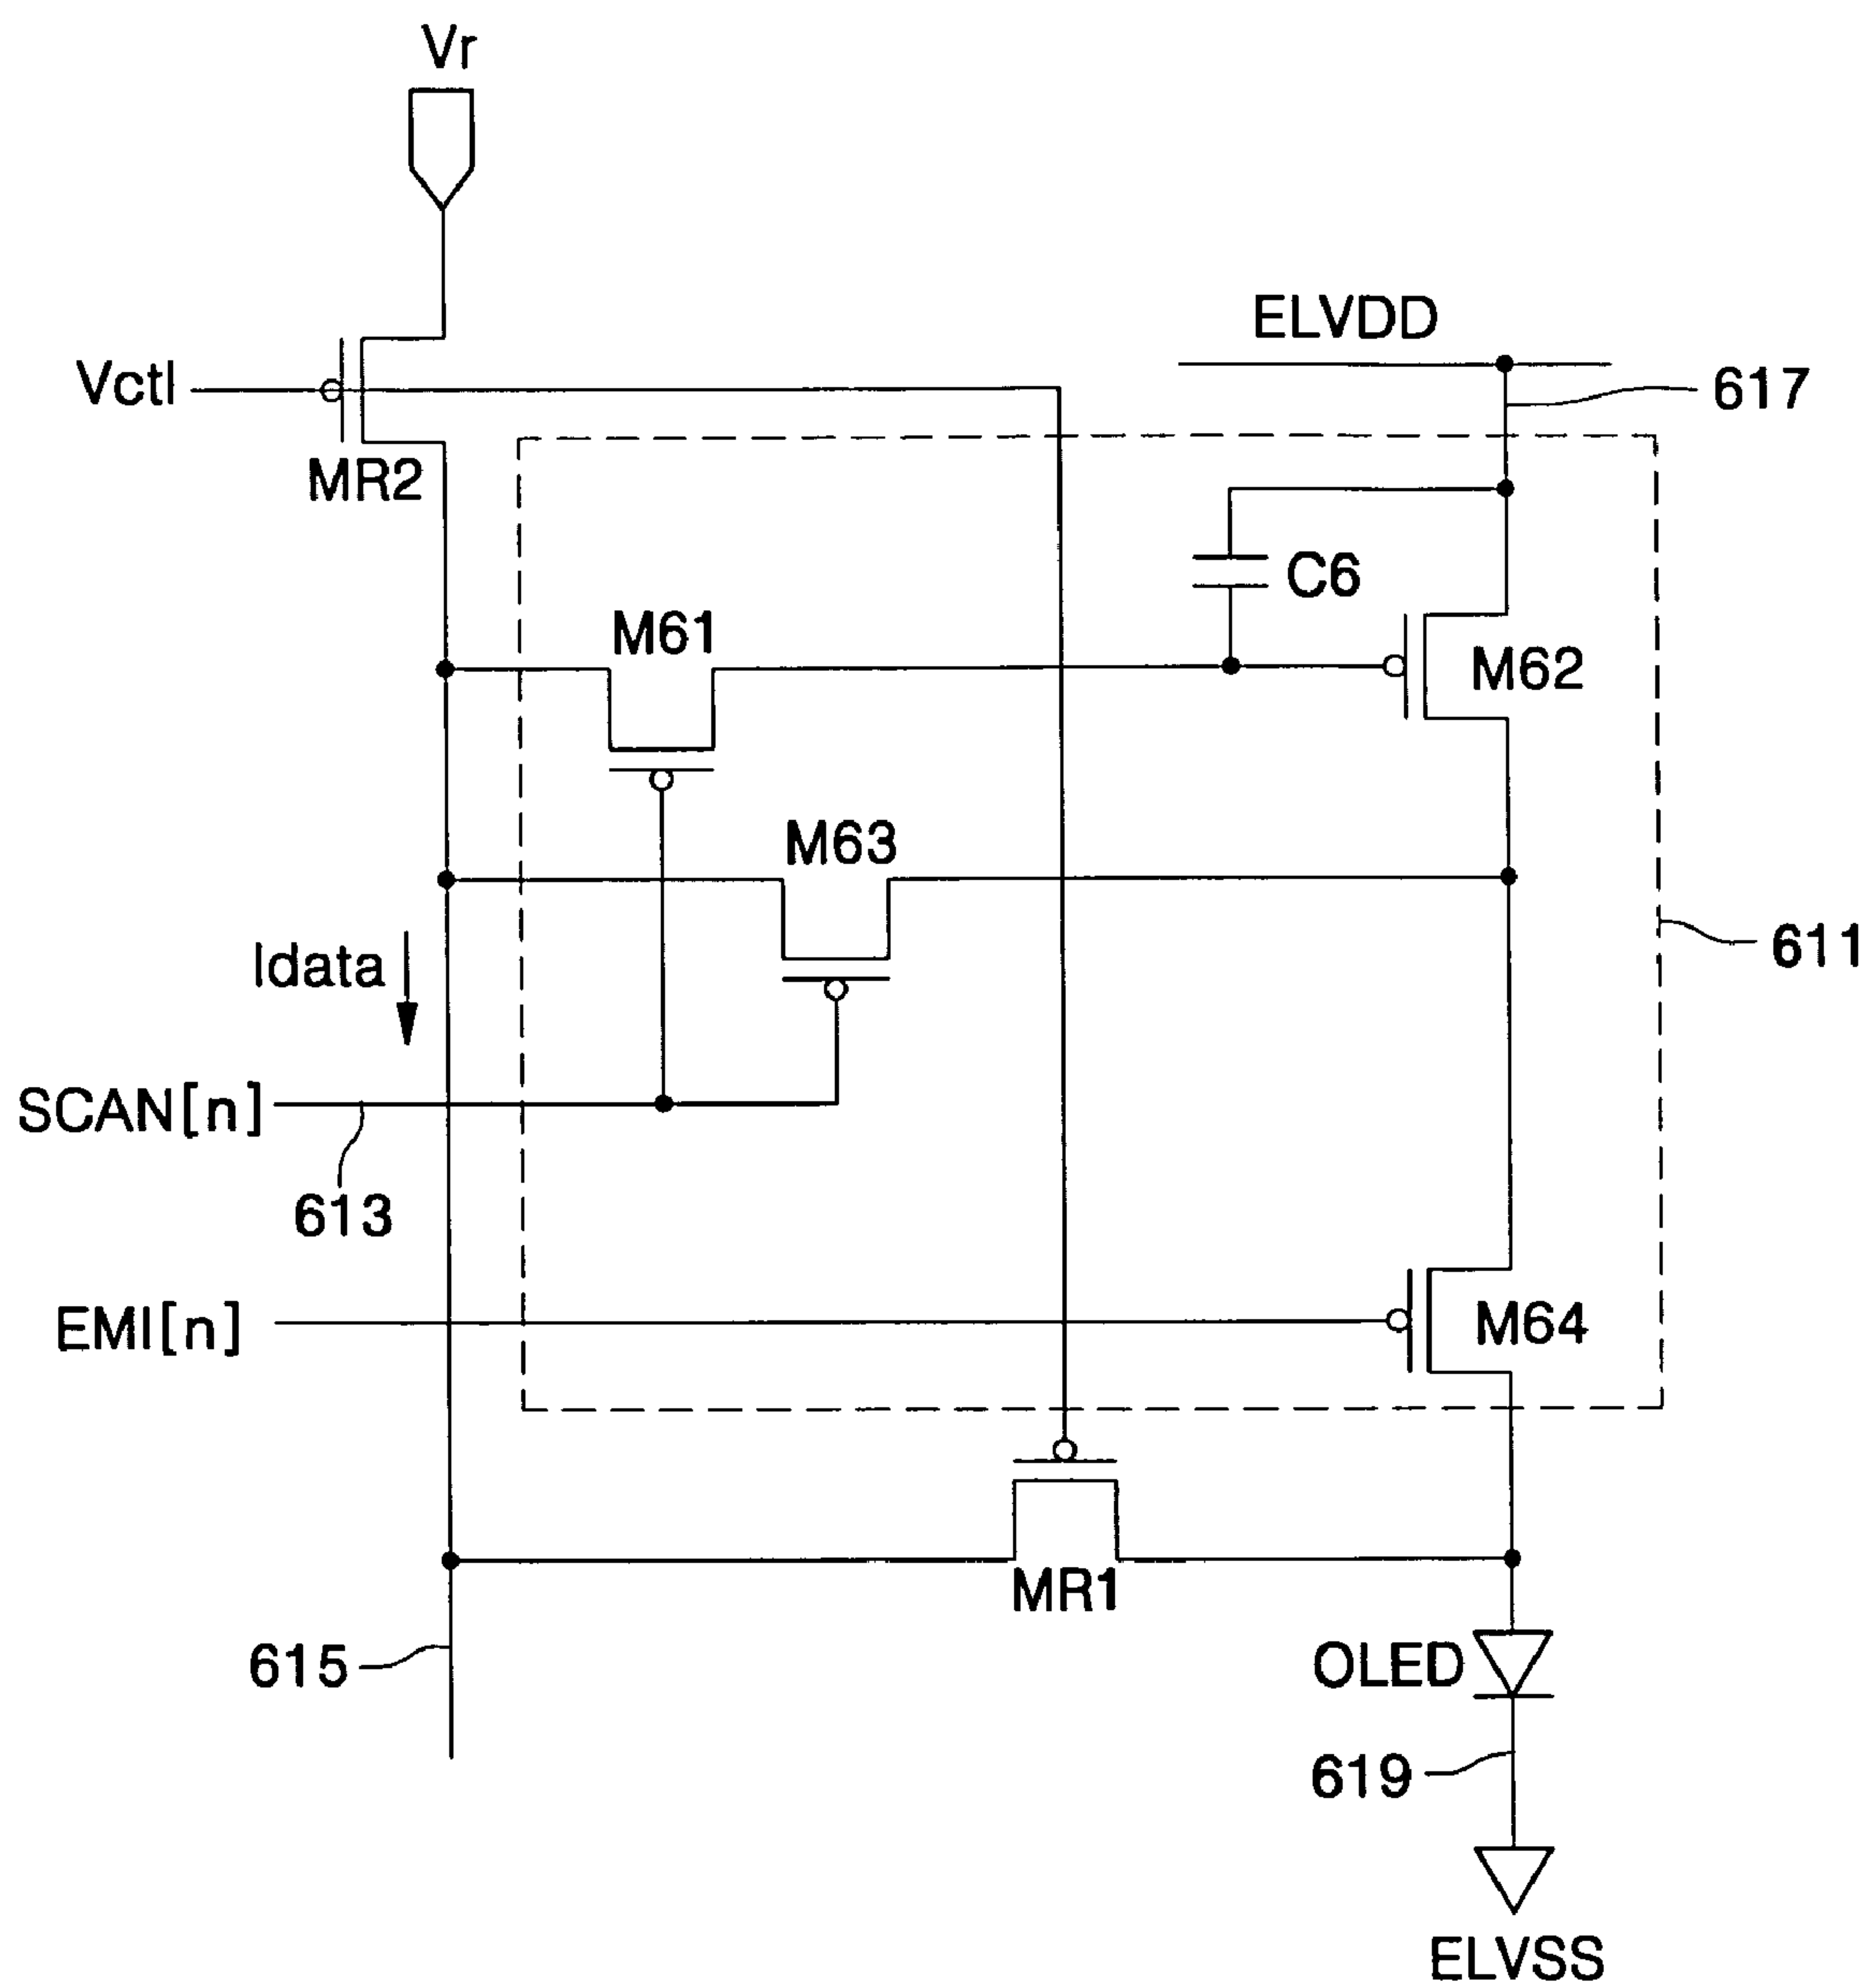 Vr
ELVDD
Vctl
617
MR2
C6
M61
M62
M63
Idata
611
SCAN[n]
613
EMI[n]
M64
MR1
615
OLED
619
ELVSS